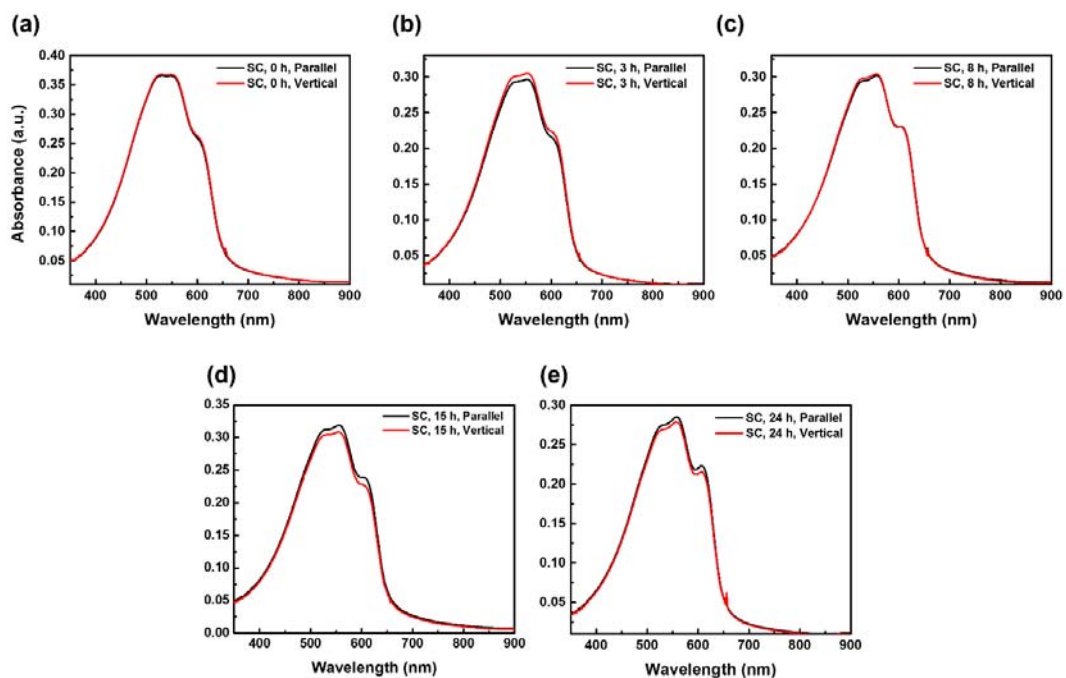 (a)
SC, 0 h, Parallel
SC, 0 h, Vertical
0.40
0.35
0.30
0.25
0.20
0.15
0.10
0.05
Absorbance (a.u.)
400 500 600 700 800 900
Wavelength (nm)
(b)
SC, 3 h, Parallel
SC, 3 h, Vertical
0.30
0.25
0.20
0.15
0.10
0.05
400 500 600 700 800 900
Wavelength (nm)
(c)
SC, 8 h, Parallel
SC, 8 h, Vertical
0.30
0.25
0.20
0.15
0.10
0.05
400 500 600 700 800 900
Wavelength (nm)
(d)
SC, 15 h, Parallel
SC, 15 h, Vertical
0.35
0.30
0.25
0.20
0.15
0.10
0.05
0.00
400 500 600 700 800 900
Wavelength (nm)
(e)
SC, 24 h, Parallel
SC, 24 h, Vertical
0.30
0.25
0.20
0.15
0.10
0.05
400 500 600 700 800 900
Wavelength (nm)